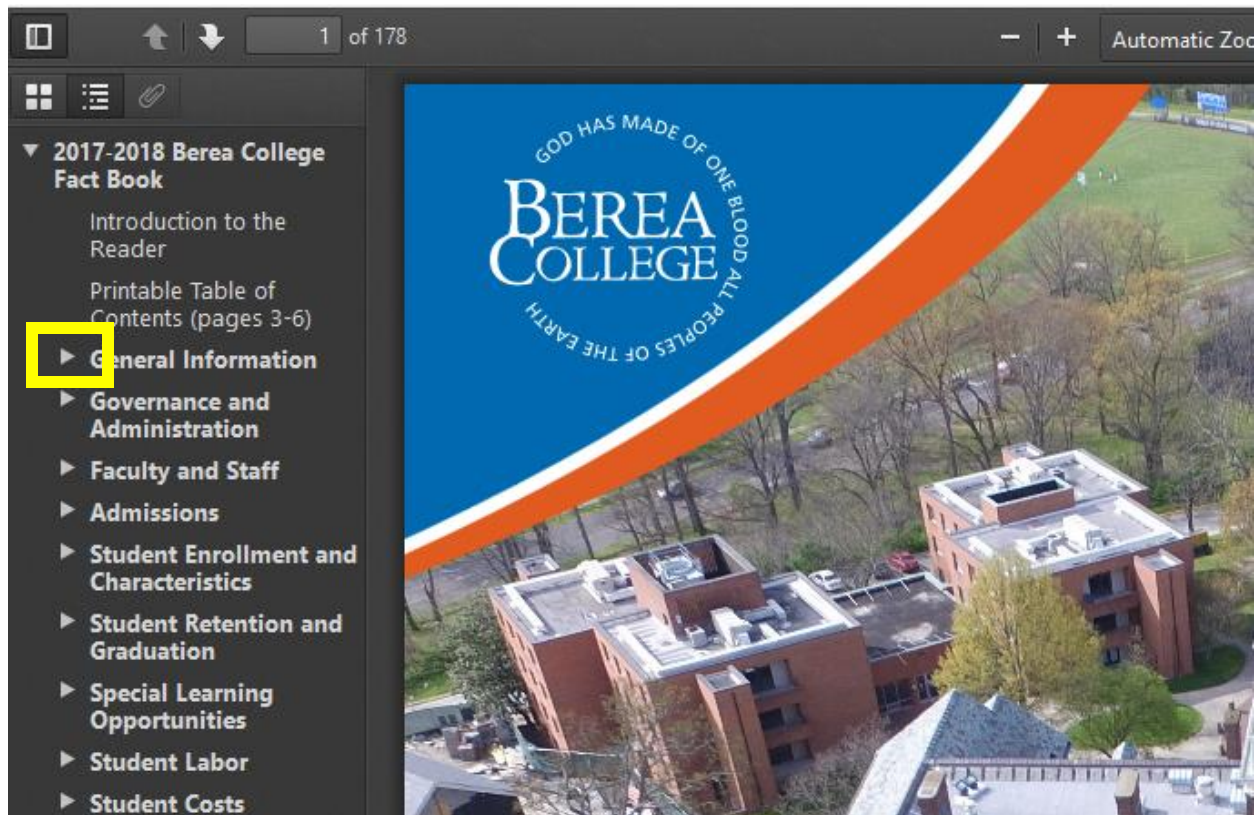 1 of 178
Automatic Zoo
2017-2018 Berea College
Fact Book
Introduction to the
Reader
Printable Table of
Contents (pages 3-6)
General Information
Governance and
Administration
Faculty and Staff
Admissions
Student Enrollment and
Characteristics
Student Retention and
Graduation
Special Learning
Opportunities
Student Labor
Student Costs
GOD HAS MADE OF ONE BLOOD ALL PEOPLES OF THE EARTH
BEREA
COLLEGE